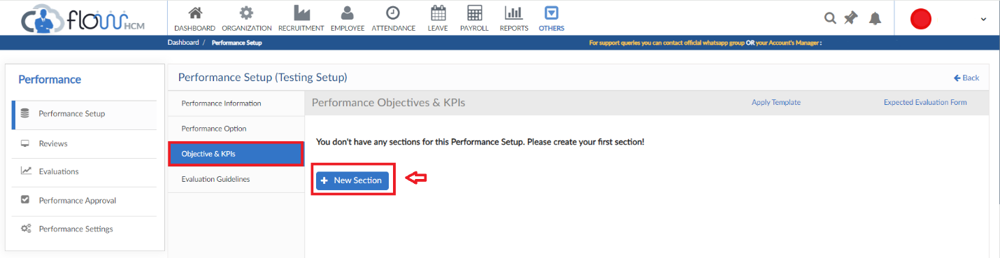 flowww HCM
DASHBOARD ORGANIZATION RECRUITMENT EMPLOYEE ATTENDANCE LEAVE PAYROLL REPORTS OTHERS
Dashboard / Performance Setup For support queries you can contact official whatsapp group OR your Account's Manager :
Performance
Performance Setup
Reviews
Evaluations
Performance Approval
Performance Settings
Performance Setup (Testing Setup) Back
Performance Information
Performance Option
Objective & KPIs
Evaluation Guidelines
Performance Objectives & KPIs Apply Template Expected Evaluation Form
You don't have any sections for this Performance Setup. Please create your first section!
+ New Section